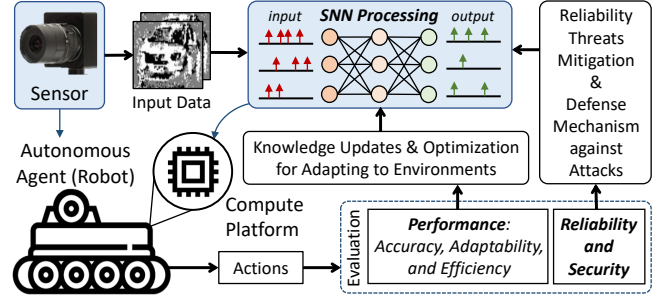 Sensor
Input Data
input
SNN Processing
output
Reliability
Threats
Mitigation
&
Defense
Mechanism
against
Attacks
Knowledge Updates & Optimization
for Adapting to Environments
Autonomous
Agent (Robot)
Compute
Platform
Actions
Evaluation
Performance:
Accuracy, Adaptability,
and Efficiency
Reliability
and
Security